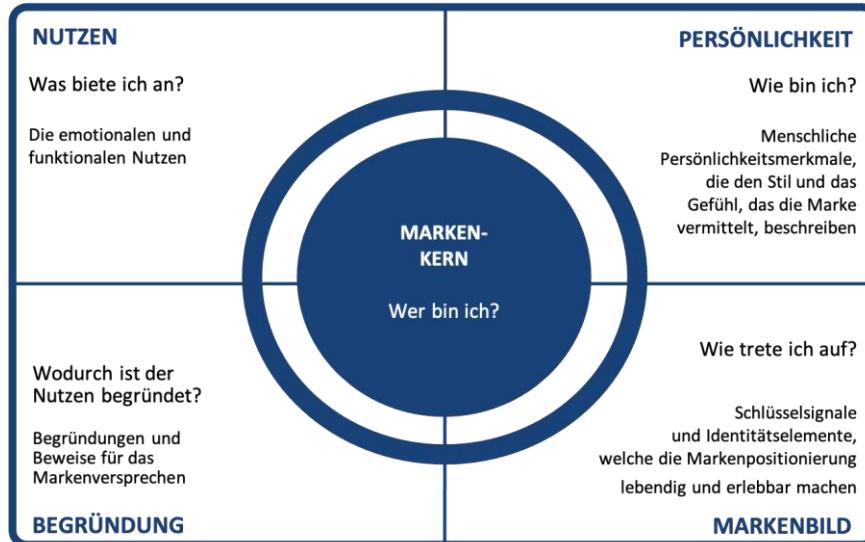 NUTZEN
Was biete ich an?
Die emotionalen und
funktionalen Nutzen
PERSÖNLICHKEIT
Wie bin ich?
Menschliche
Persönlichkeitsmerkmale,
die den Stil und das
Gefühl, das die Marke
vermittelt, beschreiben
MARKEN-
KERN
Wer bin ich?
Wodurch ist der
Nutzen begründet?
Begründungen und
Beweise für das
Markenversprechen
BEGRÜNDUNG
Wie trete ich auf?
Schlüsselsignale
und Identitätselemente,
welche die Markenpositionierung
lebendig und erlebbar machen
MARKENBILD